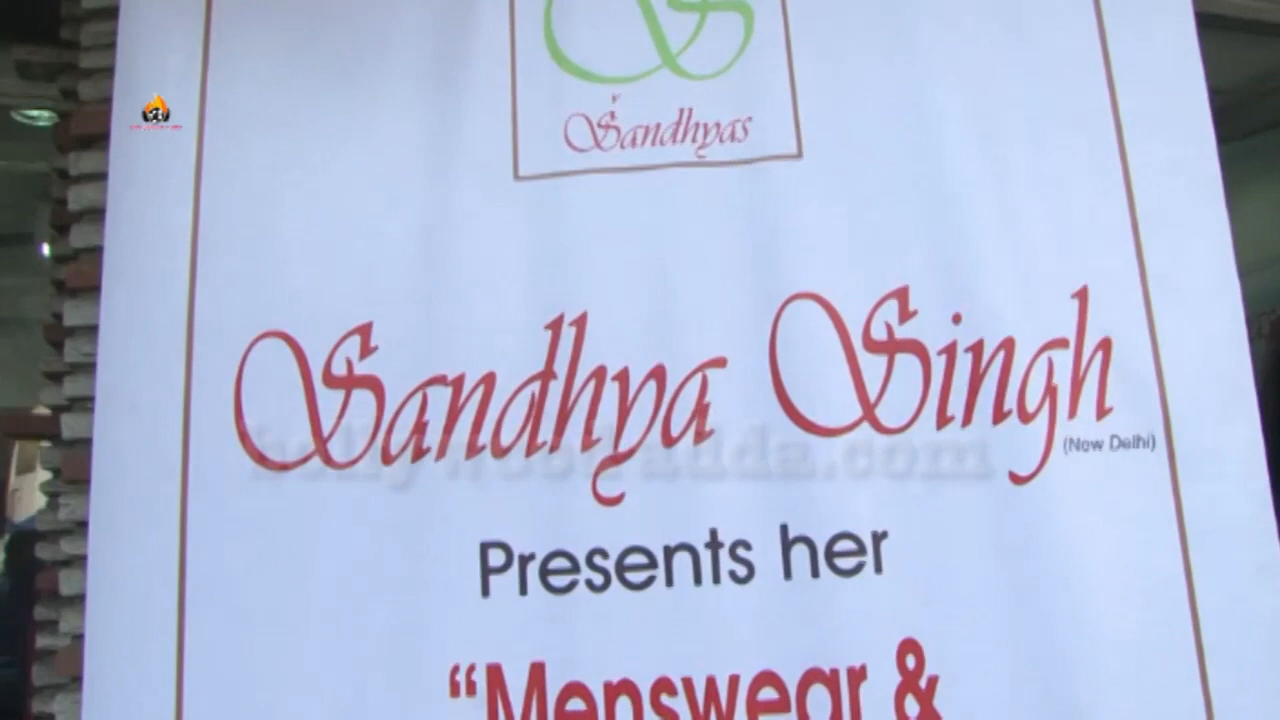 Sandhyas
Sandhya Singh
(New Delhi)
Presents her
“Menswear &